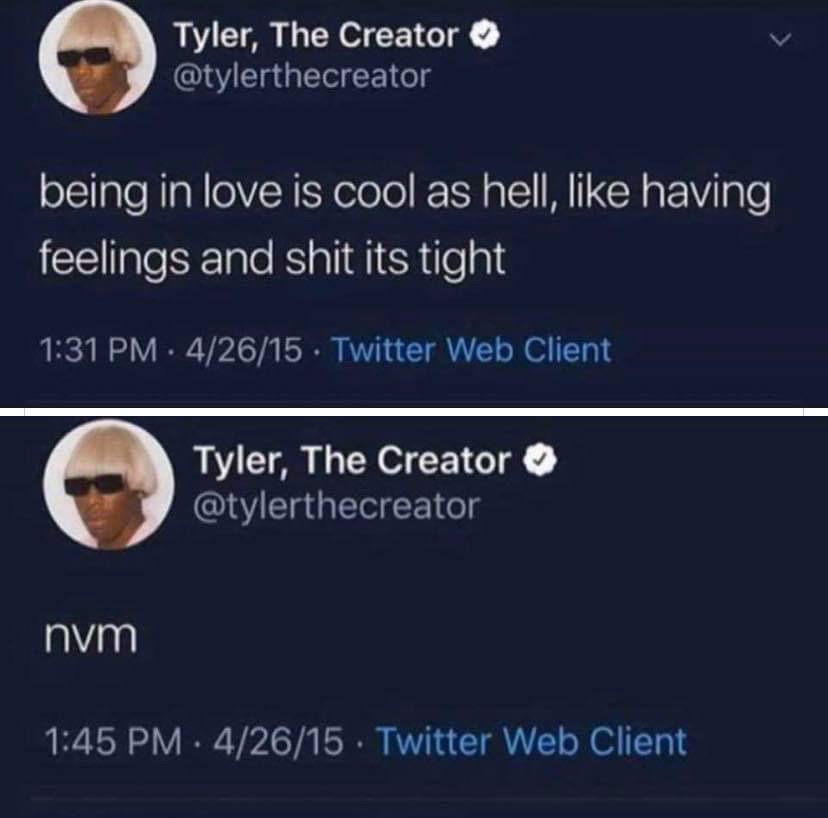 Tyler, The Creator
@tylerthecreator
being in love is cool as hell, like having
feelings and shit its tight
1:31 PM · 4/26/15 · Twitter Web Client
Tyler, The Creator
@tylerthecreator
nvm
1:45 PM · 4/26/15 · Twitter Web Client